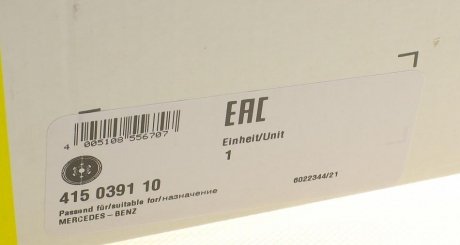 4 005108 556707
EAC
Einheit/Unit
1
415 0391 10
6022344/21
Passend für/suitable for/назначение
MERCEDES-BENZ